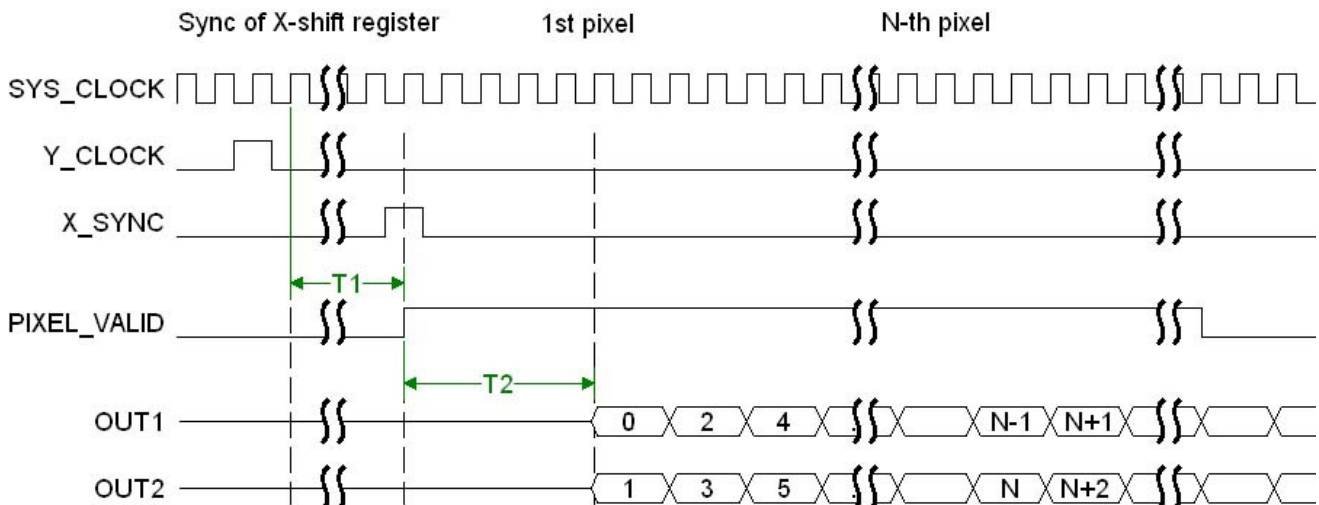 Sync of X-shift register 1st pixel N-th pixel
SYS_CLOCK
Y_CLOCK
X_SYNC
T1
PIXEL_VALID
T2
OUT1 0 2 4 N-1 N+1
OUT2 1 3 5 N N+2